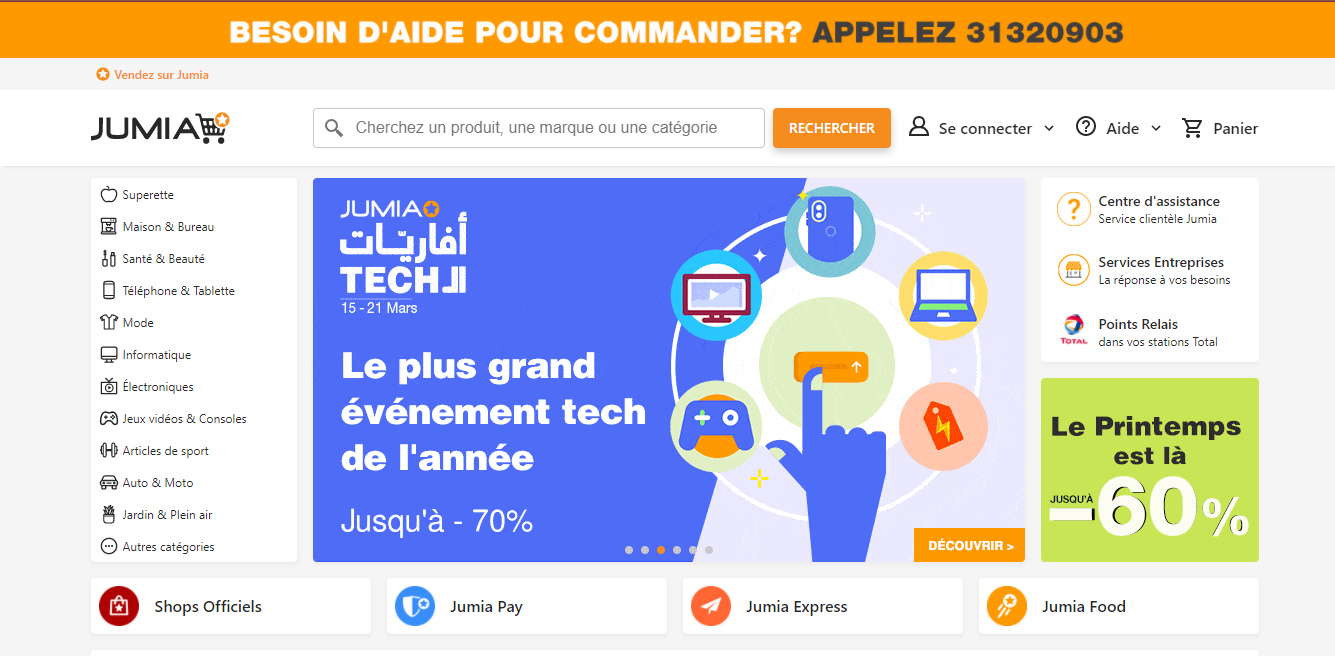 BESOIN D'AIDE POUR COMMANDER? APPELEZ 31320903
Vendez sur Jumia
JUMIA
Cherchez un produit, une marque ou une catégorie
RECHERCHER
Se connecter
Aide
Panier
Superette
Maison & Bureau
Santé & Beauté
Téléphone & Tablette
Mode
Informatique
Électroniques
Jeux vidéos & Consoles
Articles de sport
Auto & Moto
Jardin & Plein air
Autres catégories
JUMIA
أفاريّات
الـ TECH
15 - 21 Mars
Le plus grand
événement tech
de l'année
Jusqu'à - 70%
DÉCOUVRIR >
Centre d'assistance
Service clientèle Jumia
Services Entreprises
La réponse à vos besoins
TOTAL
Points Relais
dans vos stations Total
Le Printemps
est là
JUSQU'À
-60%
Shops Officiels
Jumia Pay
Jumia Express
Jumia Food